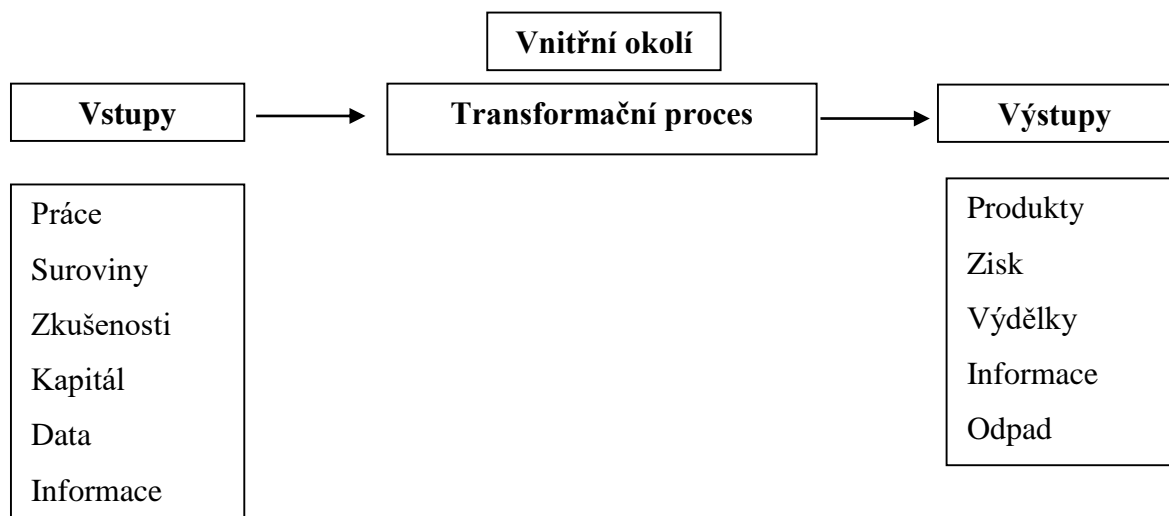 Vnitřní okolí
Vstupy
Transformační proces
Výstupy
Práce
Suroviny
Zkušenosti
Kapitál
Data
Informace
Produkty
Zisk
Výdělky
Informace
Odpad